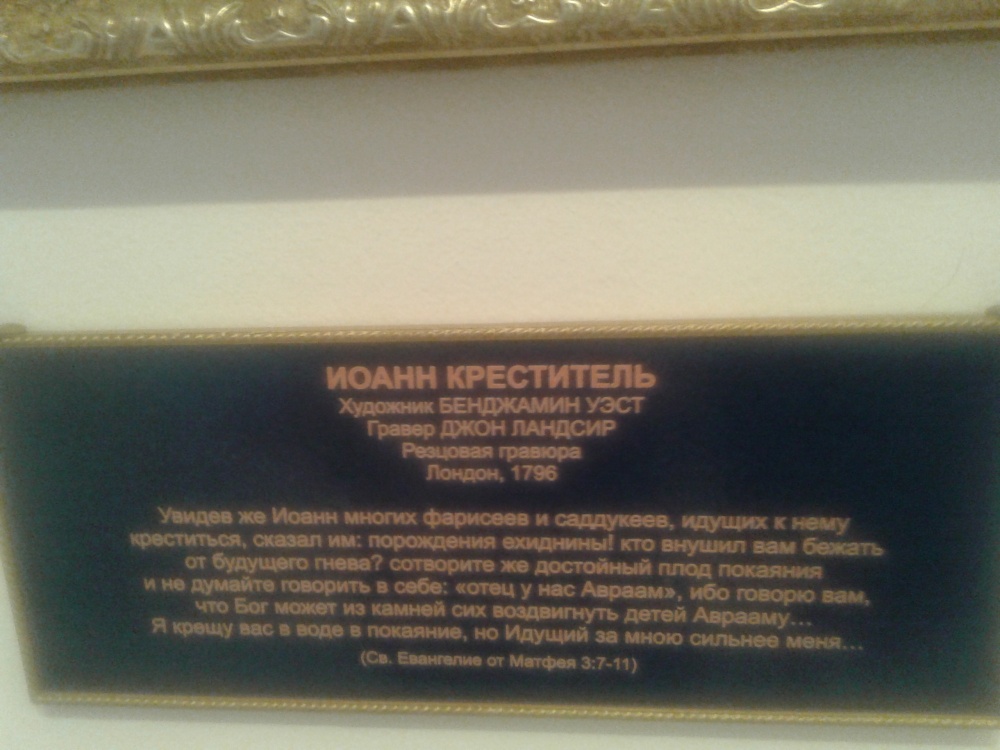 ИОАНН КРЕСТИТЕЛЬ
Художник БЕНДЖАМИН УЭСТ
Гравер ДЖОН ЛАНДСИР
Резцовая гравюра
Лондон, 1796
Увидев же Иоанн многих фарисеев и саддукеев, идущих к нему
креститься, сказал им: порождения ехиднины! кто внушил вам бежать
от будущего гнева? сотворите же достойный плод покаяния
и не думайте говорить в себе: «отец у нас Авраам», ибо говорю вам,
что Бог может из камней сих воздвигнуть детей Аврааму...
Я крещу вас в воде в покаяние, но Идущий за мною сильнее меня...
(Св. Евангелие от Матфея 3:7-11)